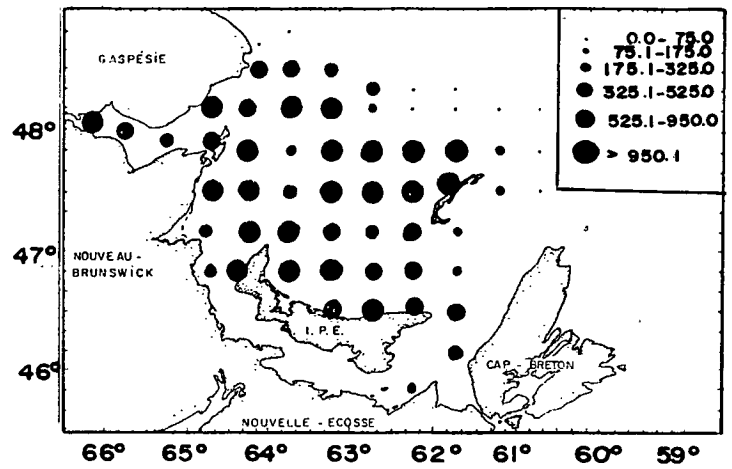 GASPÉSIE
0.0-75.0
75.1-175.0
175.1-325.0
325.1-525.0
525.1-950.0
> 950.1
48°
47°
46°
NOUVEAU-
BRUNSWICK
I.P.E.
CAP-BRETON
NOUVELLE-ECOSSE
66° 65° 64° 63° 62° 61° 60° 59°